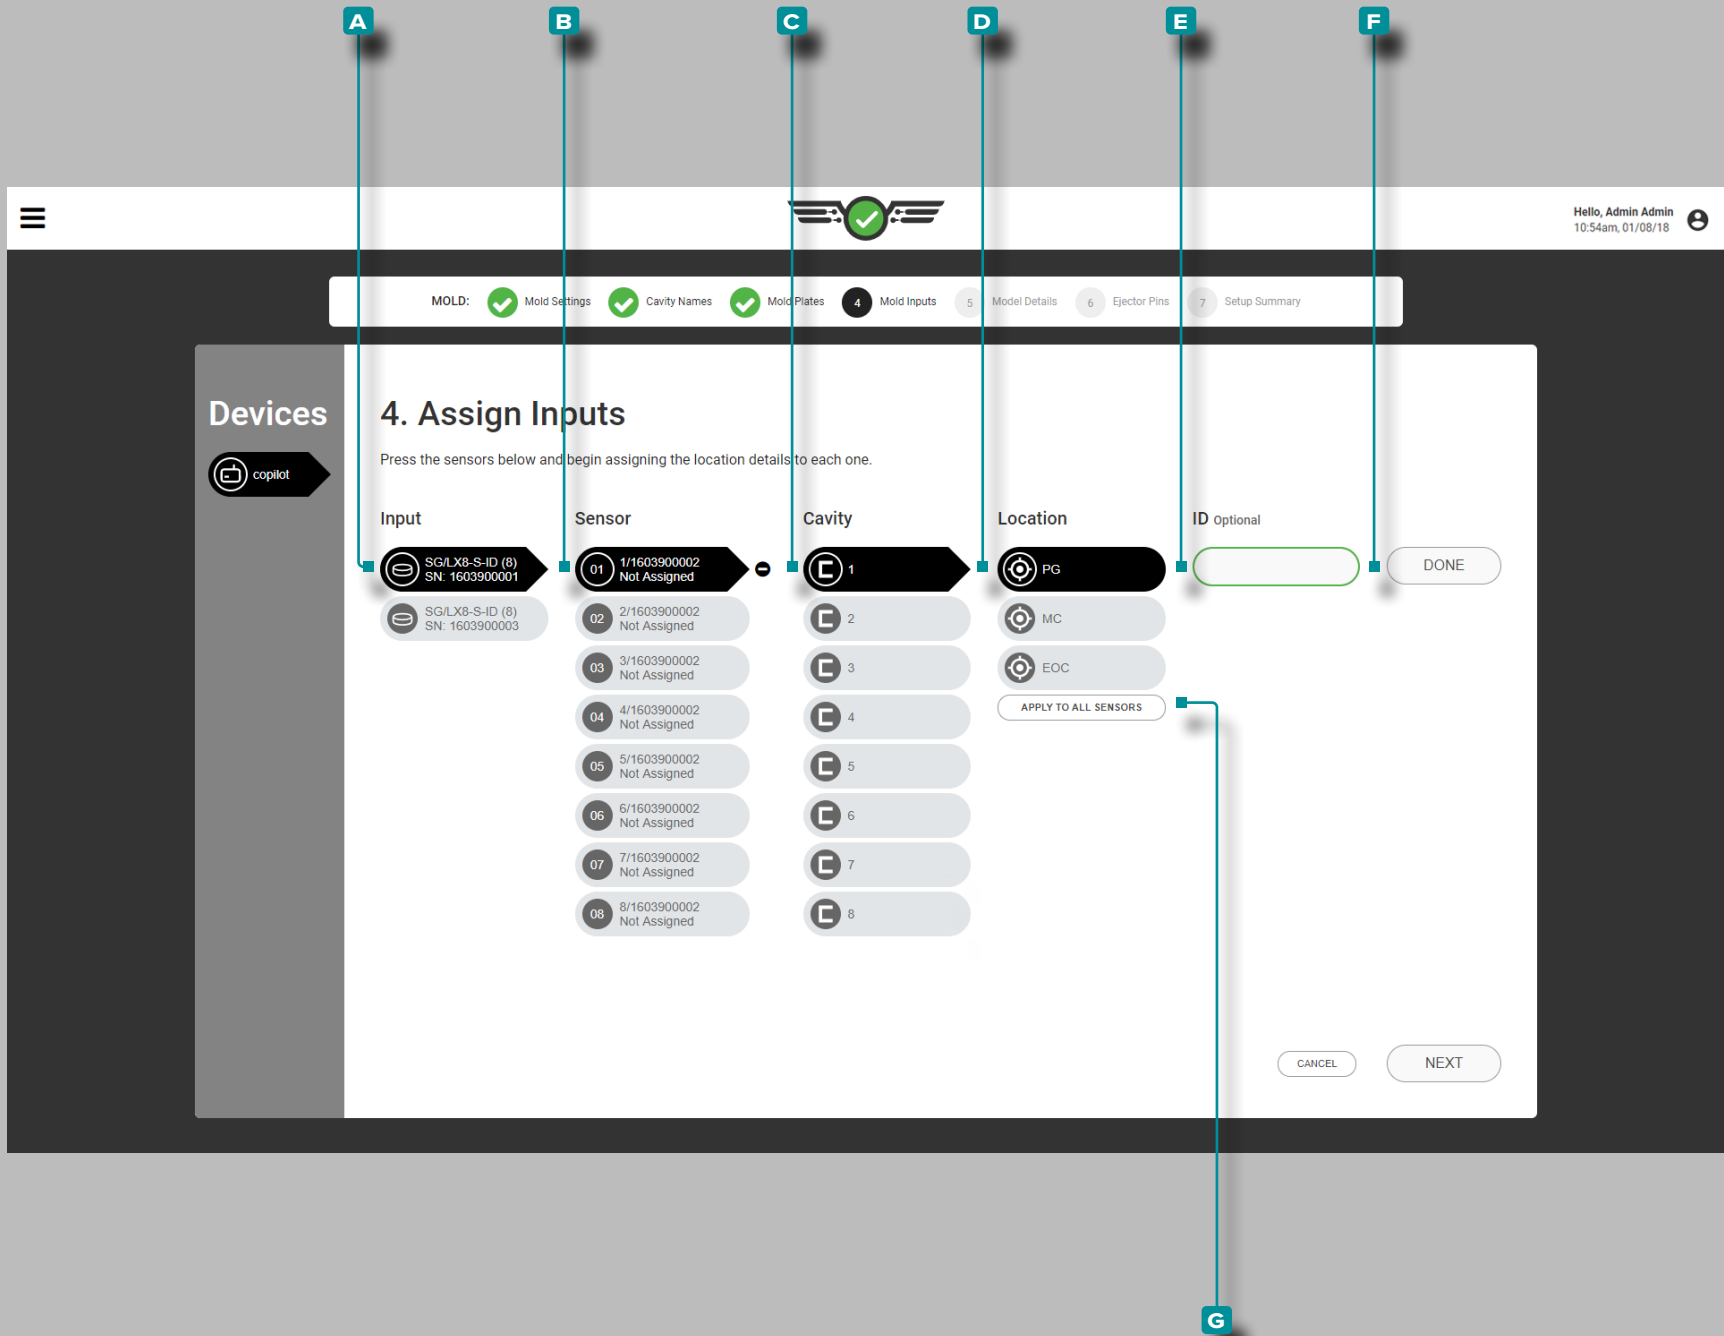 A
B
C
D
E
F
Hello, Admin Admin
10:54am, 01/08/18
MOLD:
Mold Settings
Cavity Names
Mold Plates
4 Mold Inputs
5 Model Details
6 Ejector Pins
7 Setup Summary
Devices
copilot
4. Assign Inputs
Press the sensors below and begin assigning the location details to each one.
Input
SG/LX8-S-ID (8)
SN: 1603900001
SG/LX8-S-ID (8)
SN: 1603900003
Sensor
01 1/1603900002
Not Assigned
02 2/1603900002
Not Assigned
03 3/1603900002
Not Assigned
04 4/1603900002
Not Assigned
05 5/1603900002
Not Assigned
06 6/1603900002
Not Assigned
07 7/1603900002
Not Assigned
08 8/1603900002
Not Assigned
Cavity
1
2
3
4
5
6
7
8
Location
PG
MC
EOC
APPLY TO ALL SENSORS
ID Optional
DONE
CANCEL
NEXT
G